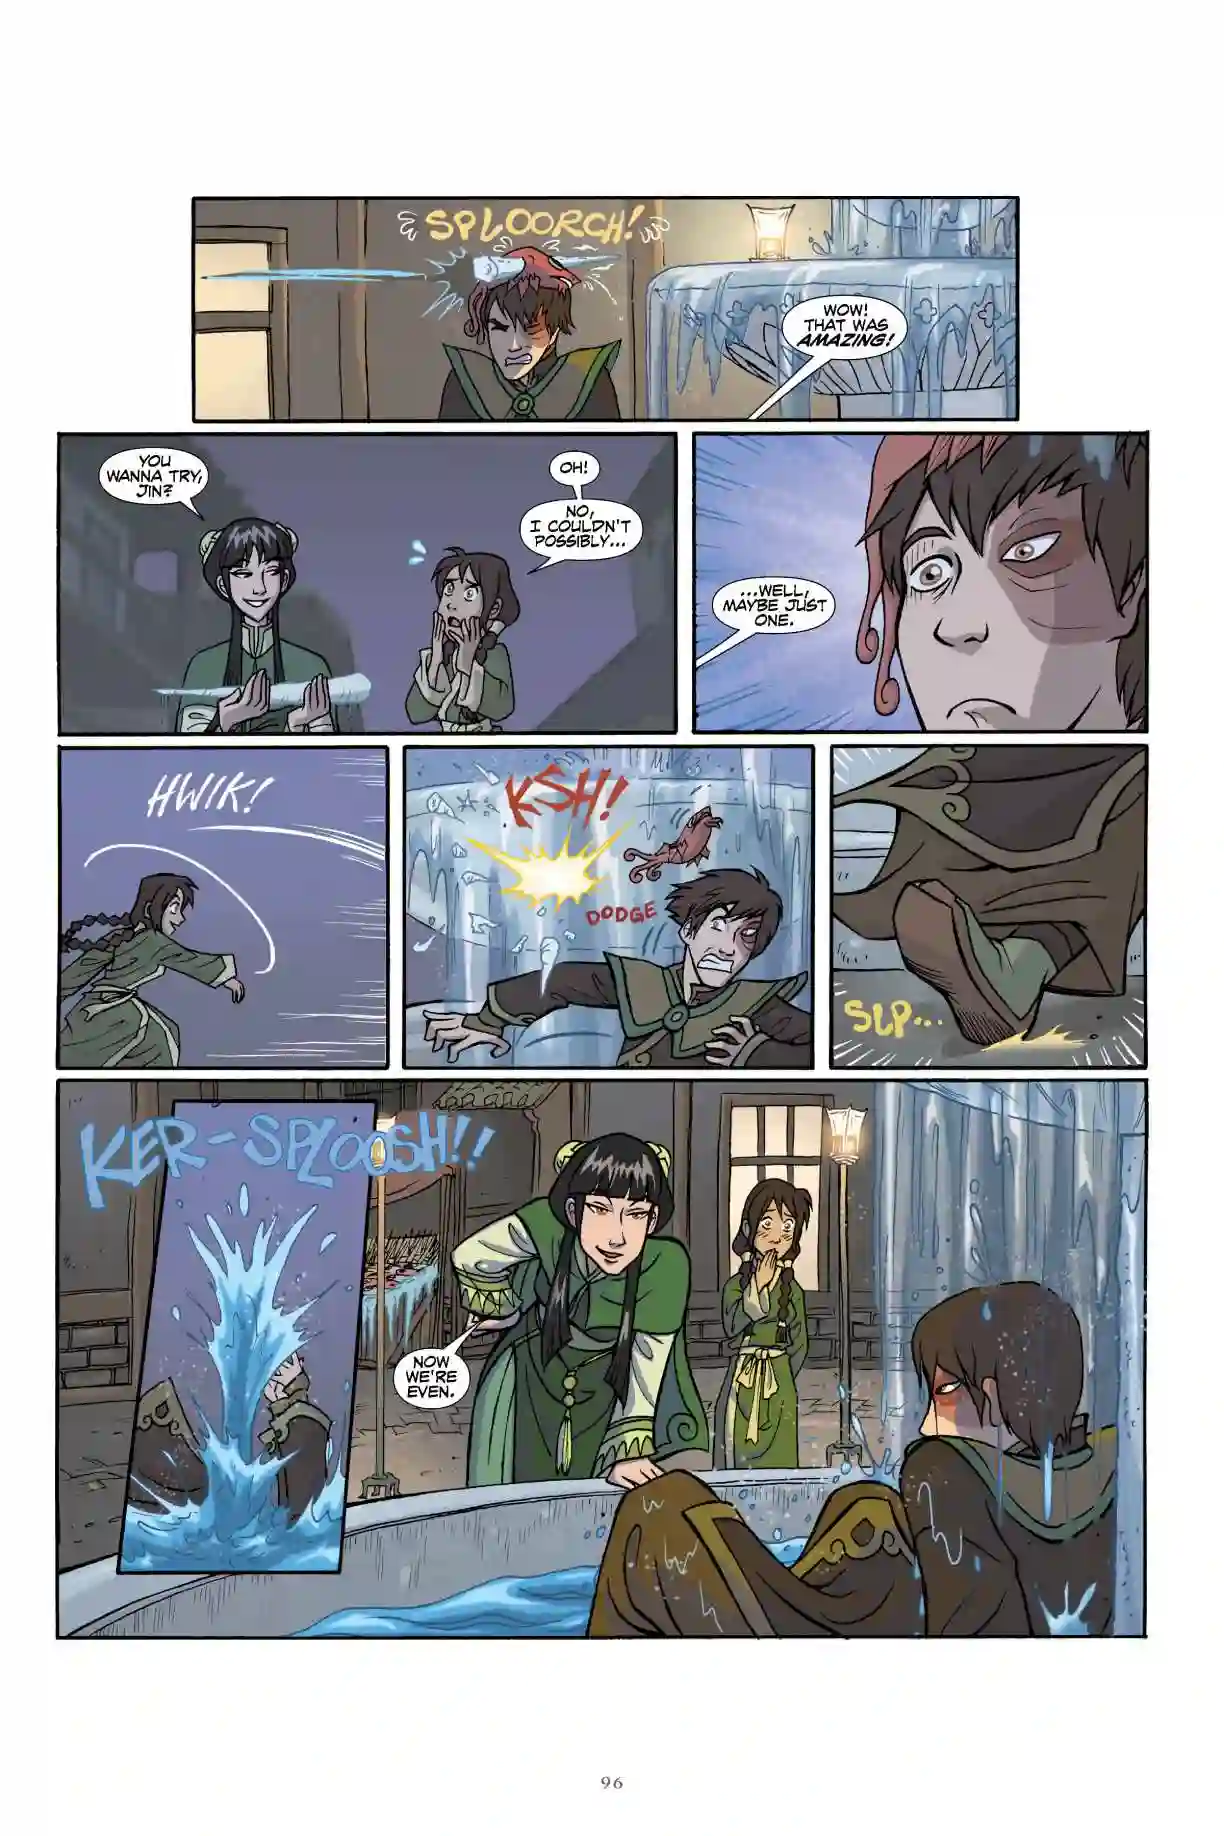 SPLOORCH!
WOW!
THAT WAS
AMAZING!
YOU
WANNA TRY,
JIN?
OH!
NO,
I COULDN'T
POSSIBLY...
...WELL,
MAYBE JUST
ONE.
HWIK!
KSH!
DODGE
SLP...
KER-SPLOOSH!!
NOW
WE'RE
EVEN.
96